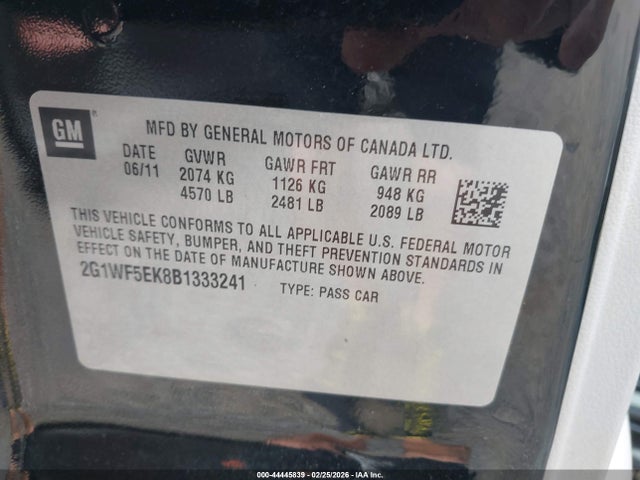 GM®
MFD BY GENERAL MOTORS OF CANADA LTD.
DATE GVWR GAWR FRT GAWR RR
06/11 2074 KG 1126 KG 948 KG
4570 LB 2481 LB 2089 LB
THIS VEHICLE CONFORMS TO ALL APPLICABLE U.S. FEDERAL MOTOR
VEHICLE SAFETY, BUMPER, AND THEFT PREVENTION STANDARDS IN
EFFECT ON THE DATE OF MANUFACTURE SHOWN ABOVE.
2G1WF5EK8B1333241 TYPE: PASS CAR
000-44445839 - 02/25/2026 - IAAI - Copart